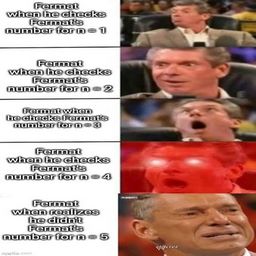 Fermat
when he checks
Fermat's
number for n = 1
Fermat
when he checks
Fermat's
number for n = 2
Fermat when
he checks Fermat's
number for n = 3
Fermat
when he checks
Fermat's
number for n = 4
Fermat
when realizes
he didn't
Fermat's
number for n = 5